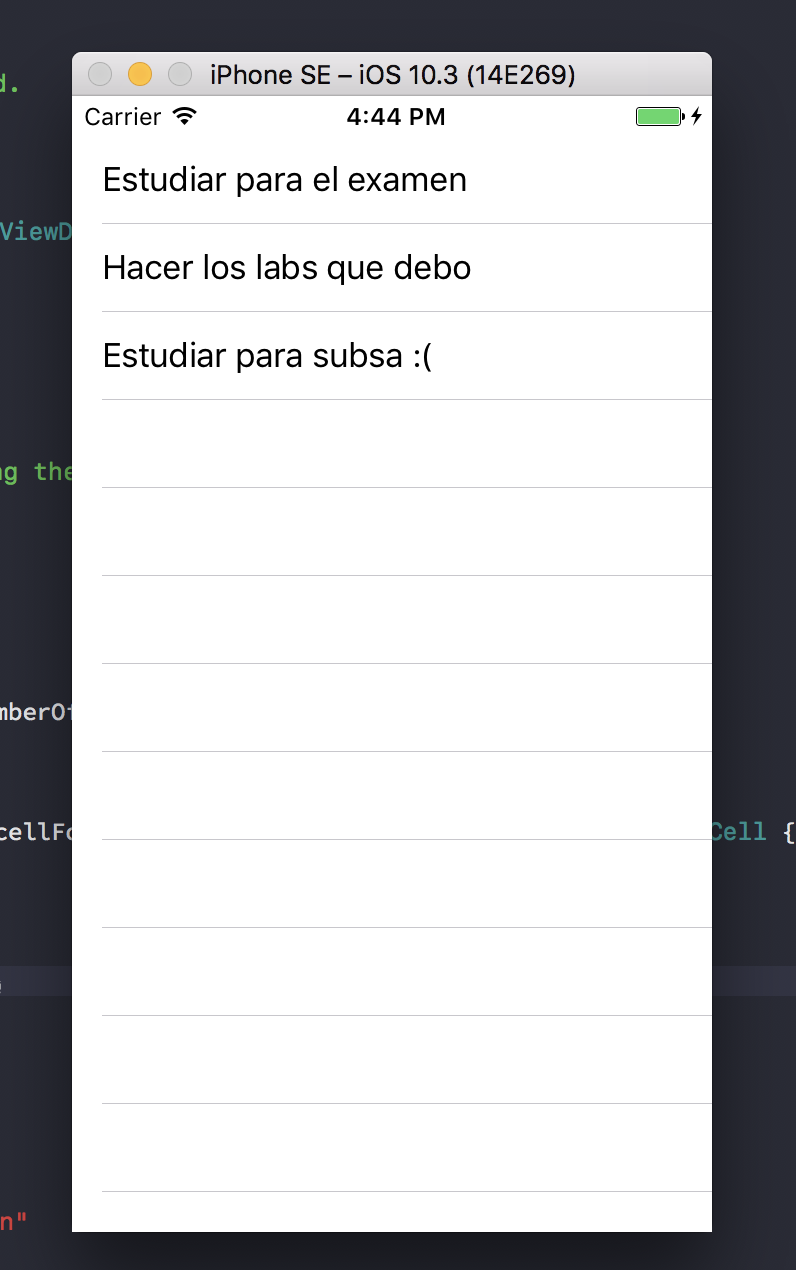 d.
iPhone SE – iOS 10.3 (14E269)
Carrier 4:44 PM
Estudiar para el examen
ViewD
Hacer los labs que debo
Estudiar para subsa :(
ng the
mberOf
cellFo Cell {
n"